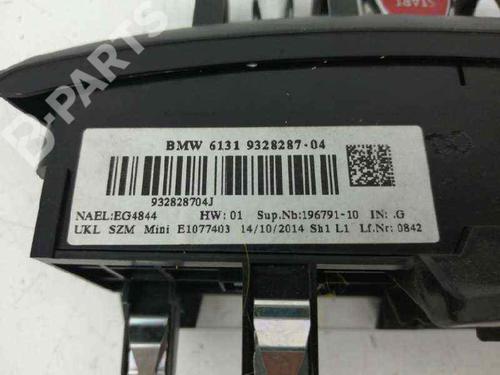 START
B-PARTS
BMW 6131 9328287-04
932828704J
NAEL:EG4844 HW: 01 Sup.Nb:196791-10 IN: .G
UKL SZM Mini E1077403 14/10/2014 Sh1 L1 Lf.Nr: 0842